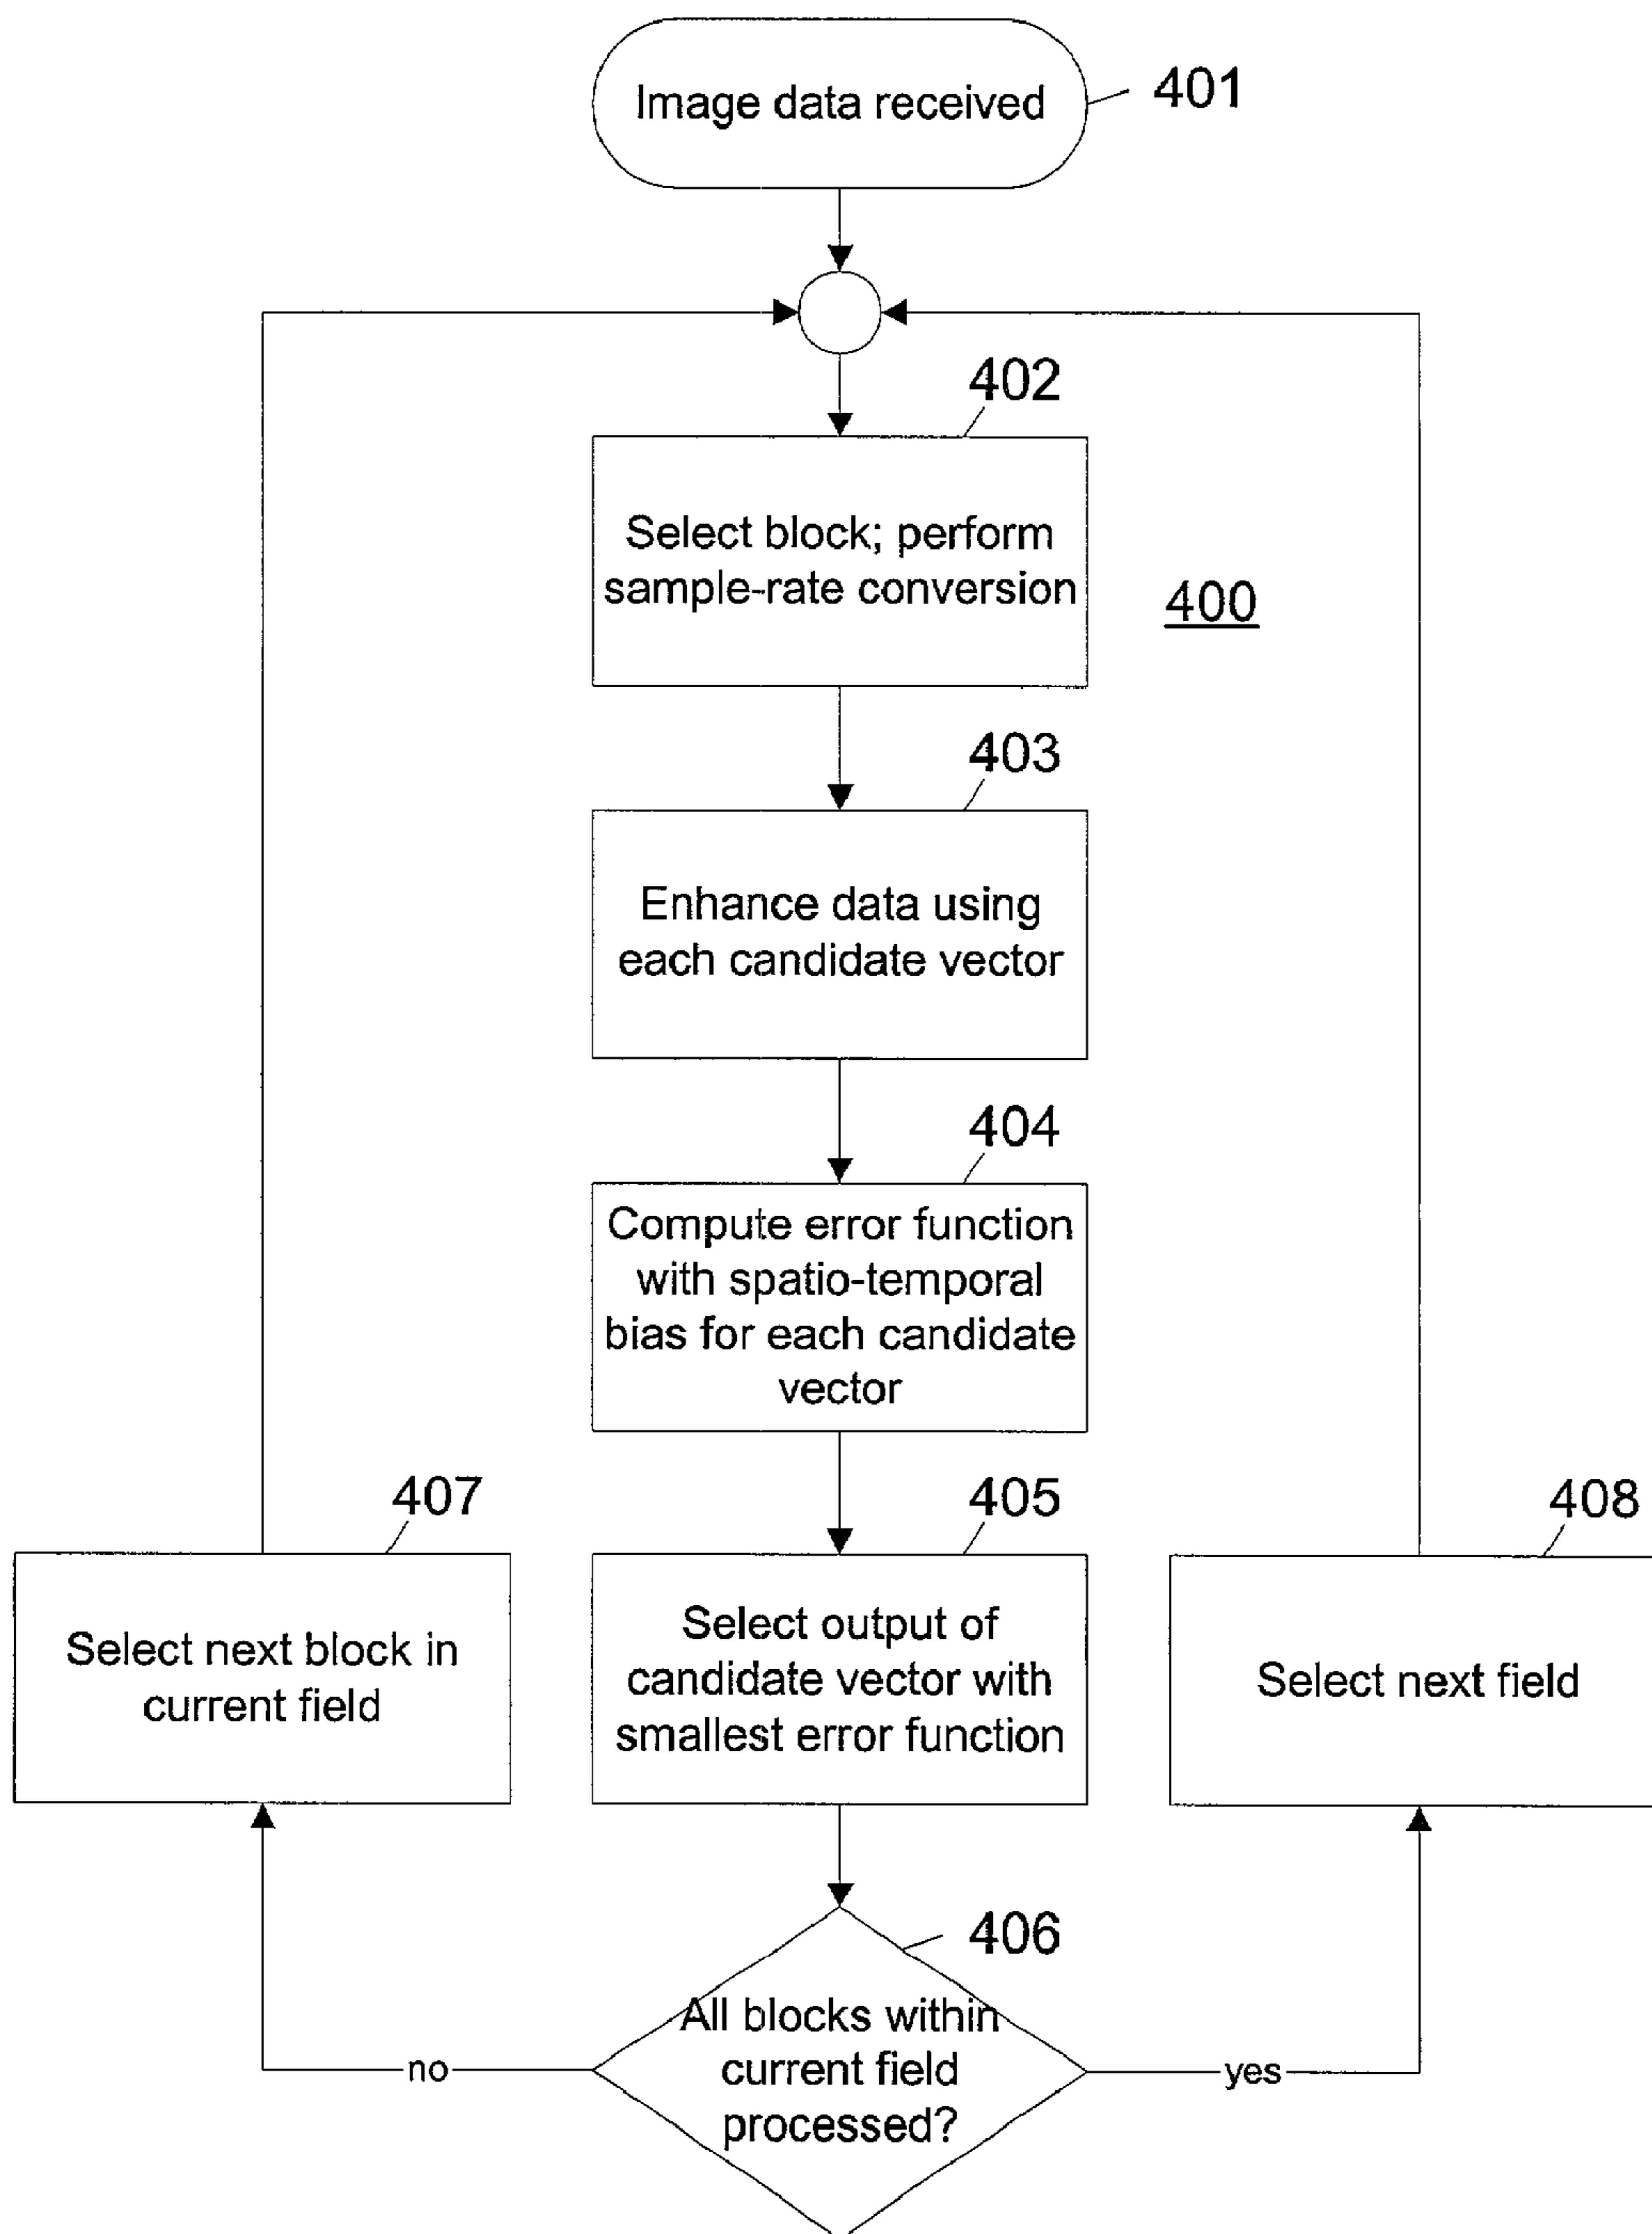 Image data received
401
402
Select block; perform
sample-rate conversion
400
403
Enhance data using
each candidate vector
404
Compute error function
with spatio-temporal
bias for each candidate
vector
407
405
408
Select next block in
current field
Select output of
candidate vector with
smallest error function
Select next field
406
All blocks within
current field
processed?
no
yes